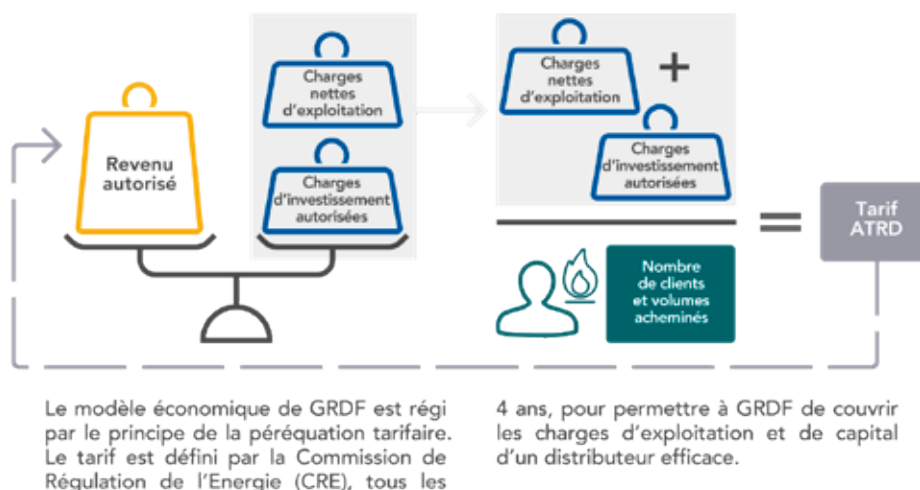 Revenu
autorisé
Charges
nettes
d'exploitation
Charges
d'investissement
autorisées
Charges
nettes
d'exploitation
+
Charges
d'investissement
autorisées
=
Nombre
de clients
et volumes
acheminés
Tarif
ATRD
Le modèle économique de GRDF est régi
par le principe de la péréquation tarifaire.
Le tarif est défini par la Commission de
Régulation de l'Energie (CRE), tous les
4 ans, pour permettre à GRDF de couvrir
les charges d'exploitation et de capital
d'un distributeur efficace.